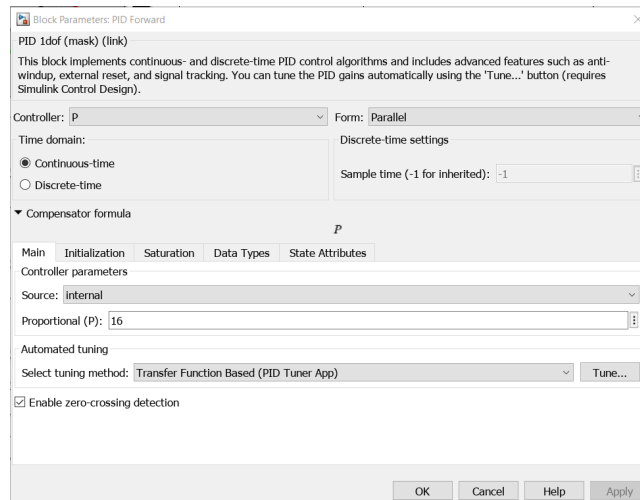 Block Parameters: PID Forward
PID 1dof (mask) (link)
This block implements continuous- and discrete-time PID control algorithms and includes advanced features such as anti-
windup, external reset, and signal tracking. You can tune the PID gains automatically using the 'Tune...' button (requires
Simulink Control Design).
Controller: P Form: Parallel
Time domain: Discrete-time settings
Continuous-time
Sample time (-1 for inherited): -1
Discrete-time
Compensator formula
P
Main Initialization Saturation Data Types State Attributes
Controller parameters
Source: internal
Proportional (P): 16
Automated tuning
Select tuning method: Transfer Function Based (PID Tuner App) Tune...
Enable zero-crossing detection
OK Cancel Help Apply